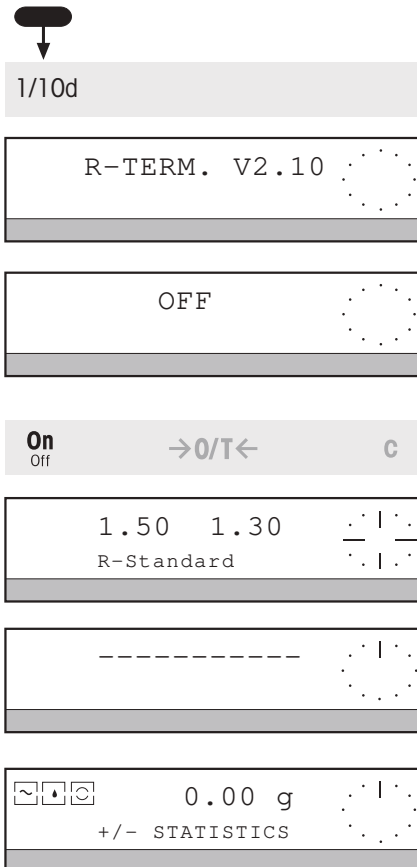 1/10d
R-TERM. V2.10
OFF
On →0/T← C
Off
1.50 1.30
R-Standard
-----------
0.00 g
+/- STATISTICS